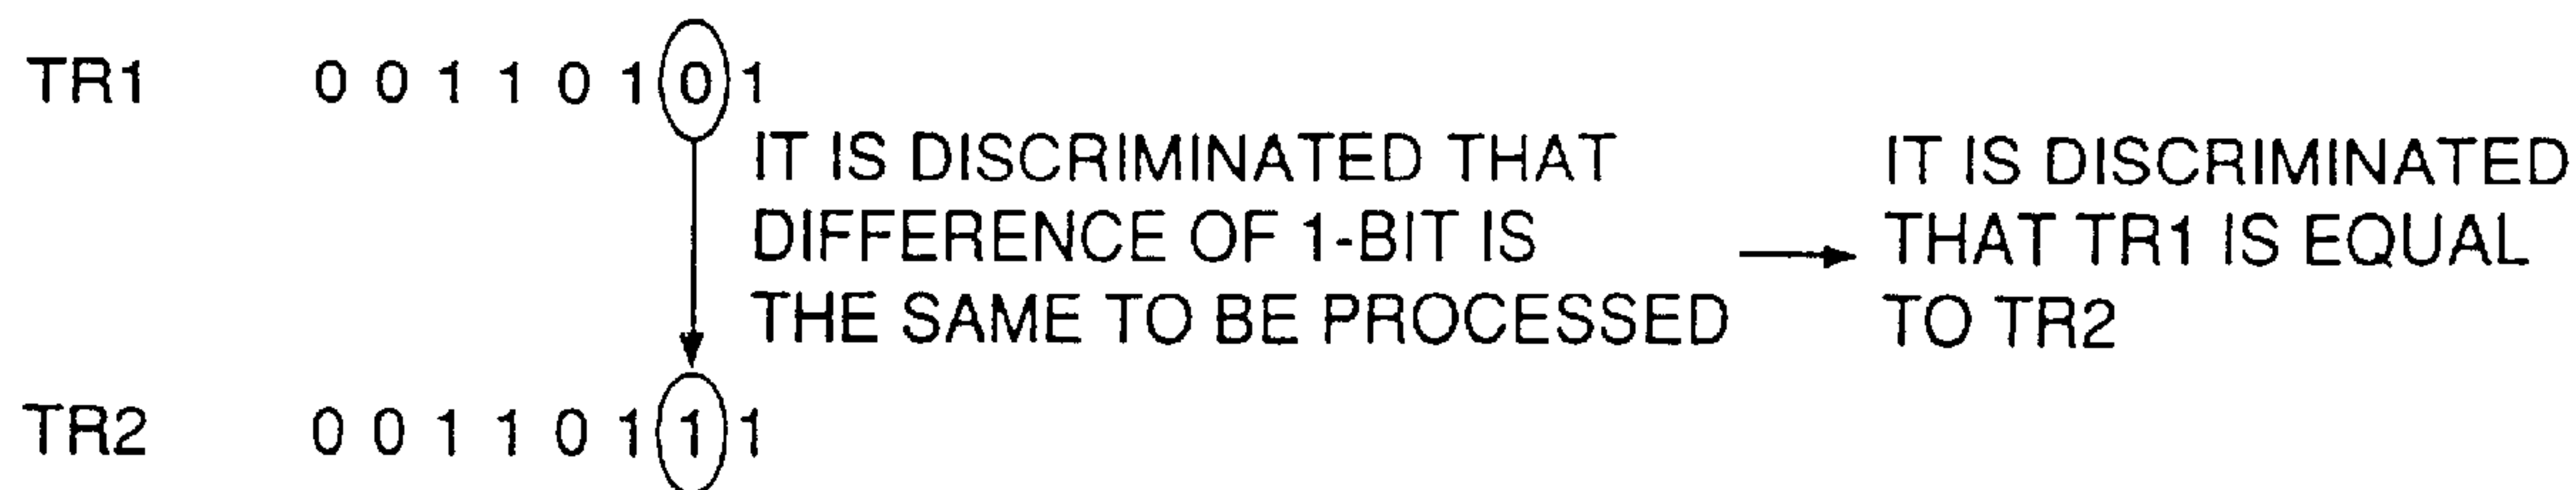 TR1 0 0 1 1 0 1 0 1
IT IS DISCRIMINATED THAT
DIFFERENCE OF 1-BIT IS
THE SAME TO BE PROCESSED
IT IS DISCRIMINATED
THAT TR1 IS EQUAL
TO TR2
TR2 0 0 1 1 0 1 1 1